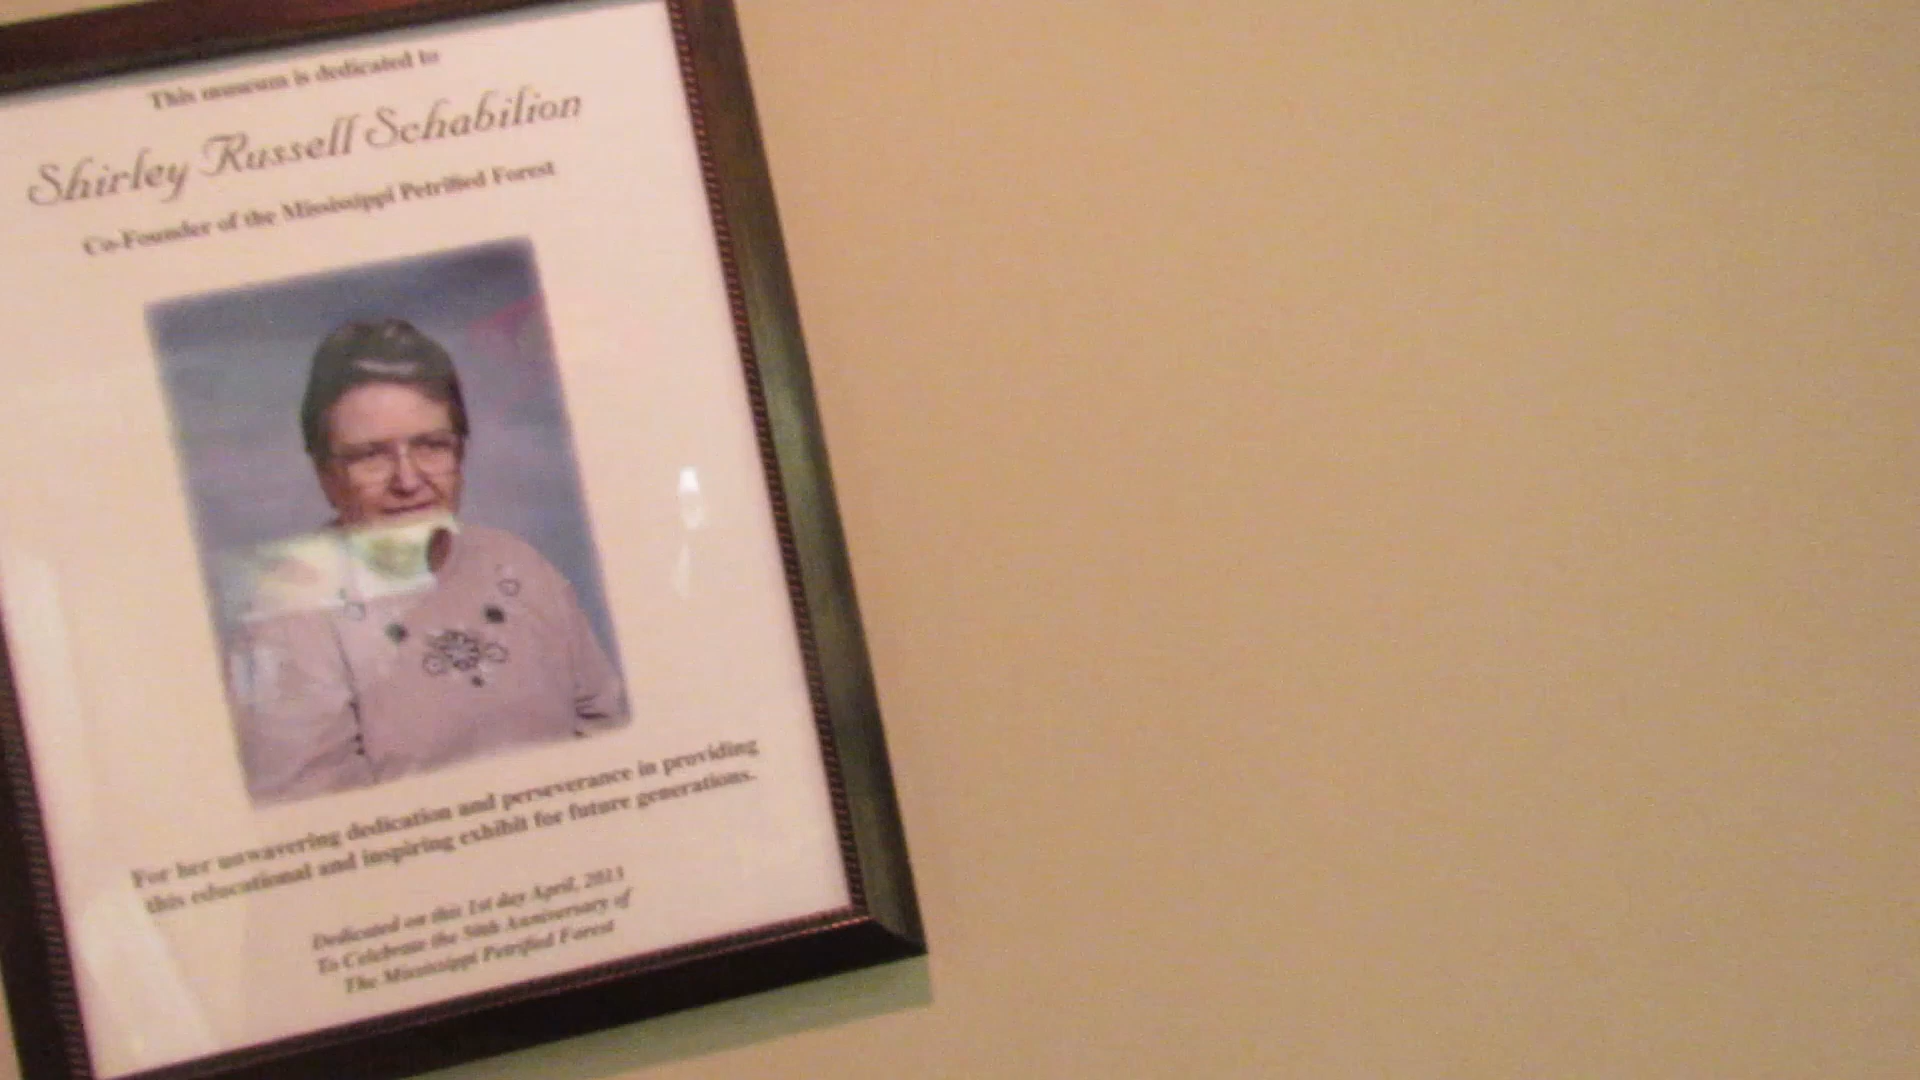 This museum is dedicated to
Shirley Russell Schabilion
Co-Founder of the Mississippi Petrified Forest
For her unwavering dedication and perseverance in providing
this educational and inspiring exhibit for future generations.
Dedicated on this 1st day April, 2013
To Celebrate the 50th Anniversary of
The Mississippi Petrified Forest